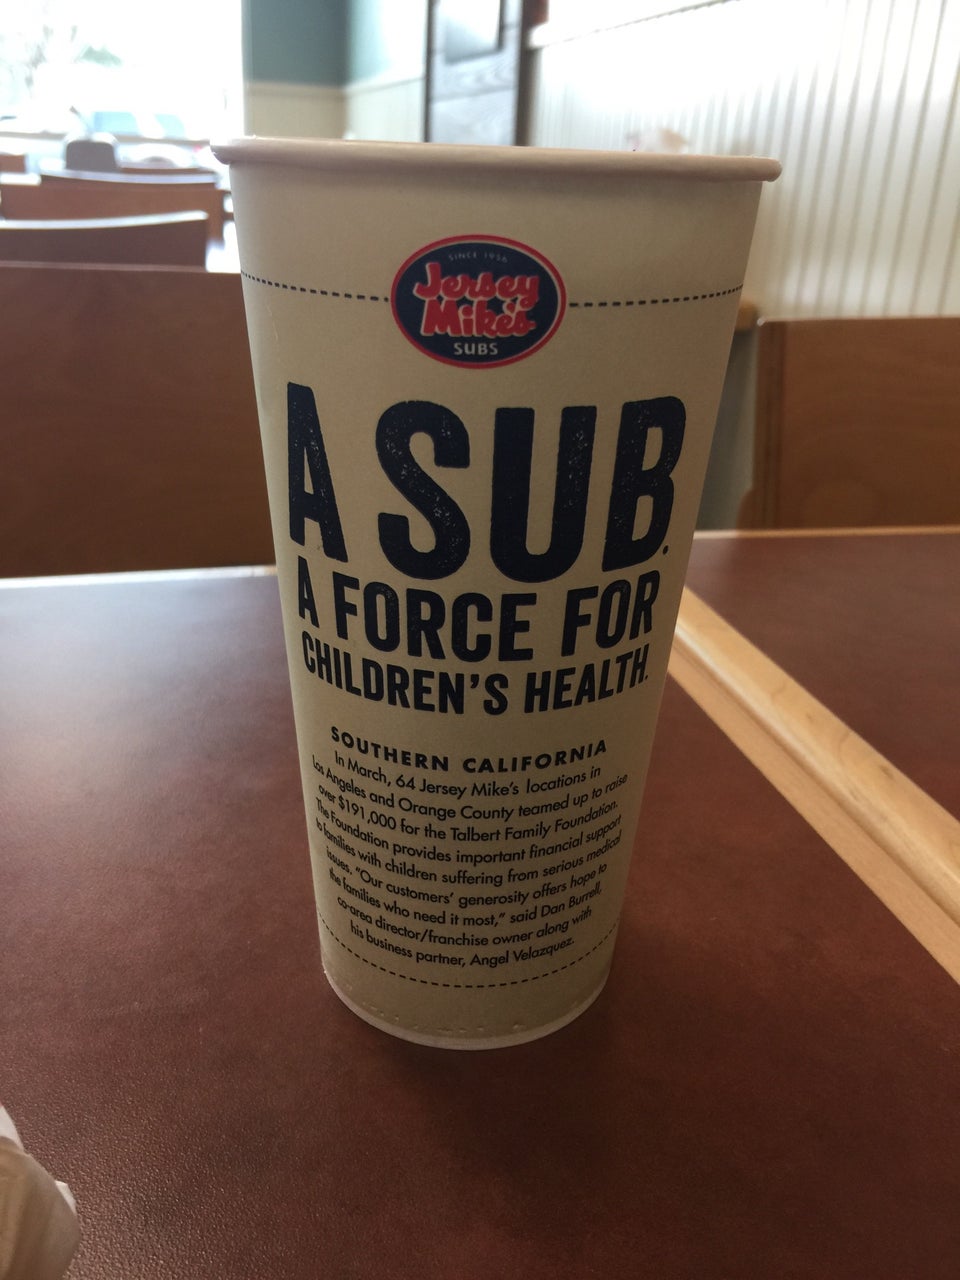 SINCE 1956
Jersey
Mike's
SUBS
A SUB.
A FORCE FOR
CHILDREN'S HEALTH.
SOUTHERN CALIFORNIA
In March, 64 Jersey Mike's locations in
Los Angeles and Orange County teamed up to raise
over $191,000 for the Talbert Family Foundation.
The Foundation provides important financial support
to families with children suffering from serious medical
issues. "Our customers' generosity offers hope to
the families who need it most," said Dan Burrell,
co-area director/franchise owner along with
his business partner, Angel Velazquez.